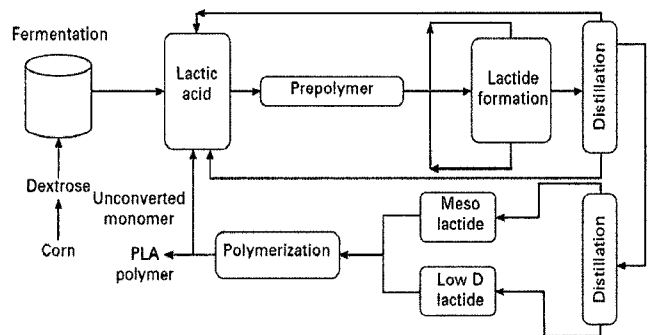 Fermentation
Lactic
acid
Prepolymer
Lactide
formation
Distillation
Dextrose
Corn
Unconverted
monomer
PLA
polymer
Polymerization
Meso
lactide
Low D
lactide
Distillation